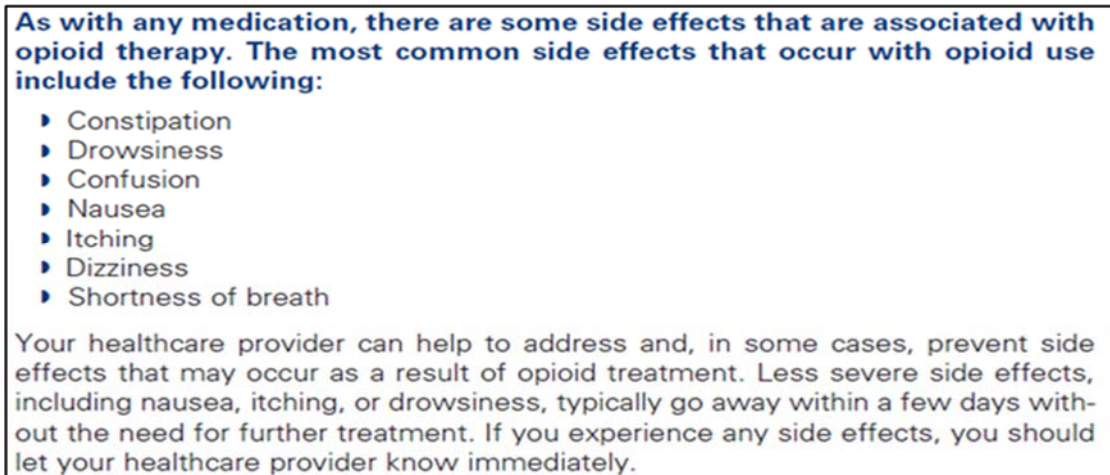 As with any medication, there are some side effects that are associated with
opioid therapy. The most common side effects that occur with opioid use
include the following:
Constipation
Drowsiness
Confusion
Nausea
Itching
Dizziness
Shortness of breath
Your healthcare provider can help to address and, in some cases, prevent side
effects that may occur as a result of opioid treatment. Less severe side effects,
including nausea, itching, or drowsiness, typically go away within a few days with-
out the need for further treatment. If you experience any side effects, you should
let your healthcare provider know immediately.